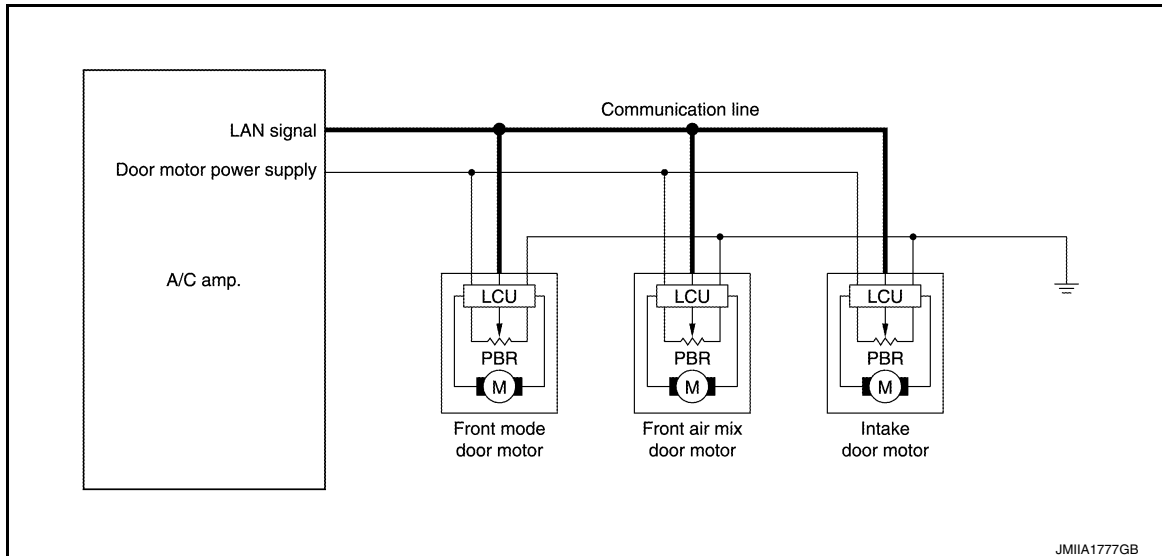 Communication line
LAN signal
Door motor power supply
A/C amp.
LCU
LCU
LCU
PBR
PBR
PBR
M
M
M
Front mode
door motor
Front air mix
door motor
Intake
door motor
JMIIA1777GB